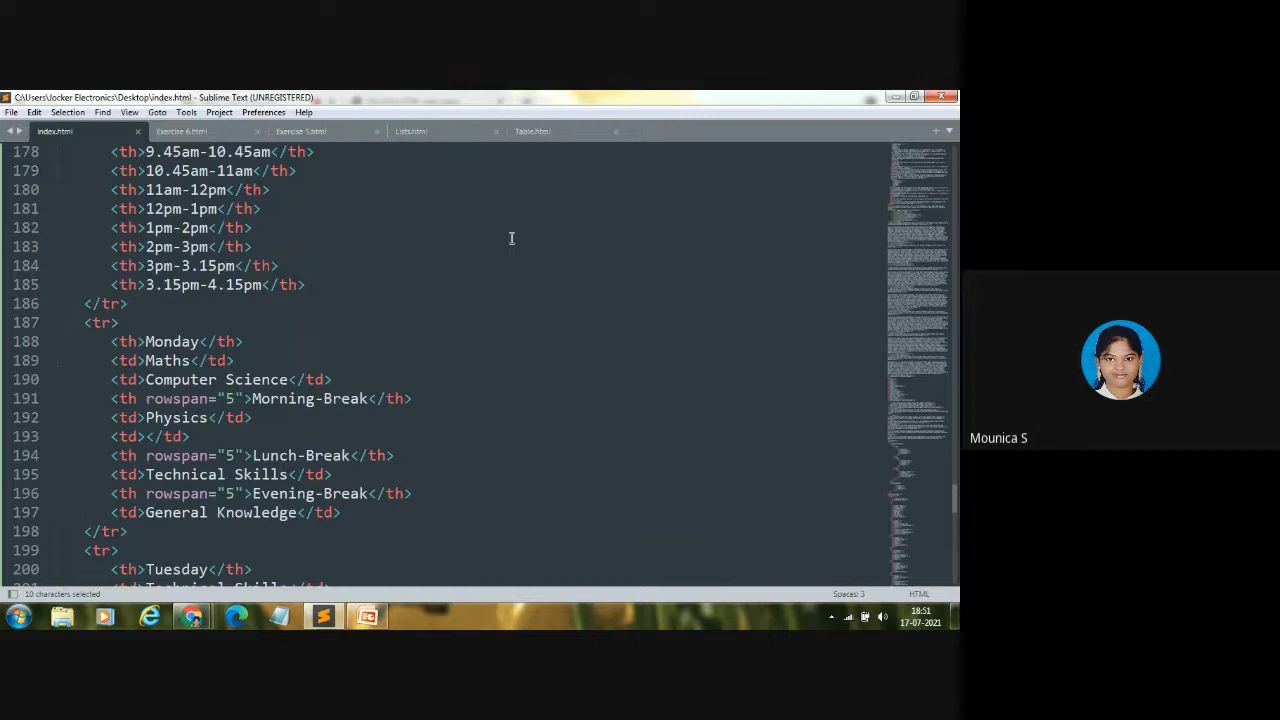 C:\Users\Jocker Electronics\Desktop\index.html - Sublime Text (UNREGISTERED)
File Edit Selection Find View Goto Tools Project Preferences Help
index.html Exercise 6.html Exercise 5.html Lists.html Table.html
178 <th>9.45am-10.45am</th>
179 <th>10.45am-11am</th>
180 <th>11am-12pm</th>
181 <th>12pm-1pm</th>
182 <th>1pm-2pm</th>
183 <th>2pm-3pm</th>
184 <th>3pm-3.15pm</th>
185 <th>3.15pm-4.15pm</th>
186 </tr>
187 <tr>
188 <th>Monday</th>
189 <td>Maths</td>
190 <td>Computer Science</td>
191 <th rowspan="5">Morning-Break</th>
192 <td>Physics</td>
193 <td></td>
194 <th rowspan="5">Lunch-Break</th>
195 <td>Techninal Skills</td>
196 <th rowspan="5">Evening-Break</th>
197 <td>General Knowledge</td>
198 </tr>
199 <tr>
200 <th>Tuesday</th>
10 characters selected Spaces: 3 HTML
18:51
17-07-2021
Mounica S